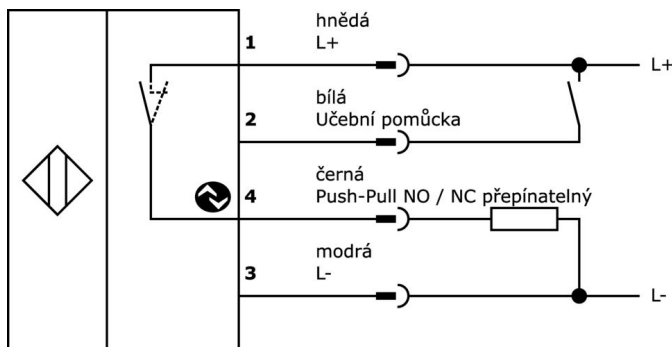 hnědá
1 L+
L+
bílá
2 Učební pomůcka
černá
4 Push-Pull NO / NC přepínatelný
modrá
3 L-
L-